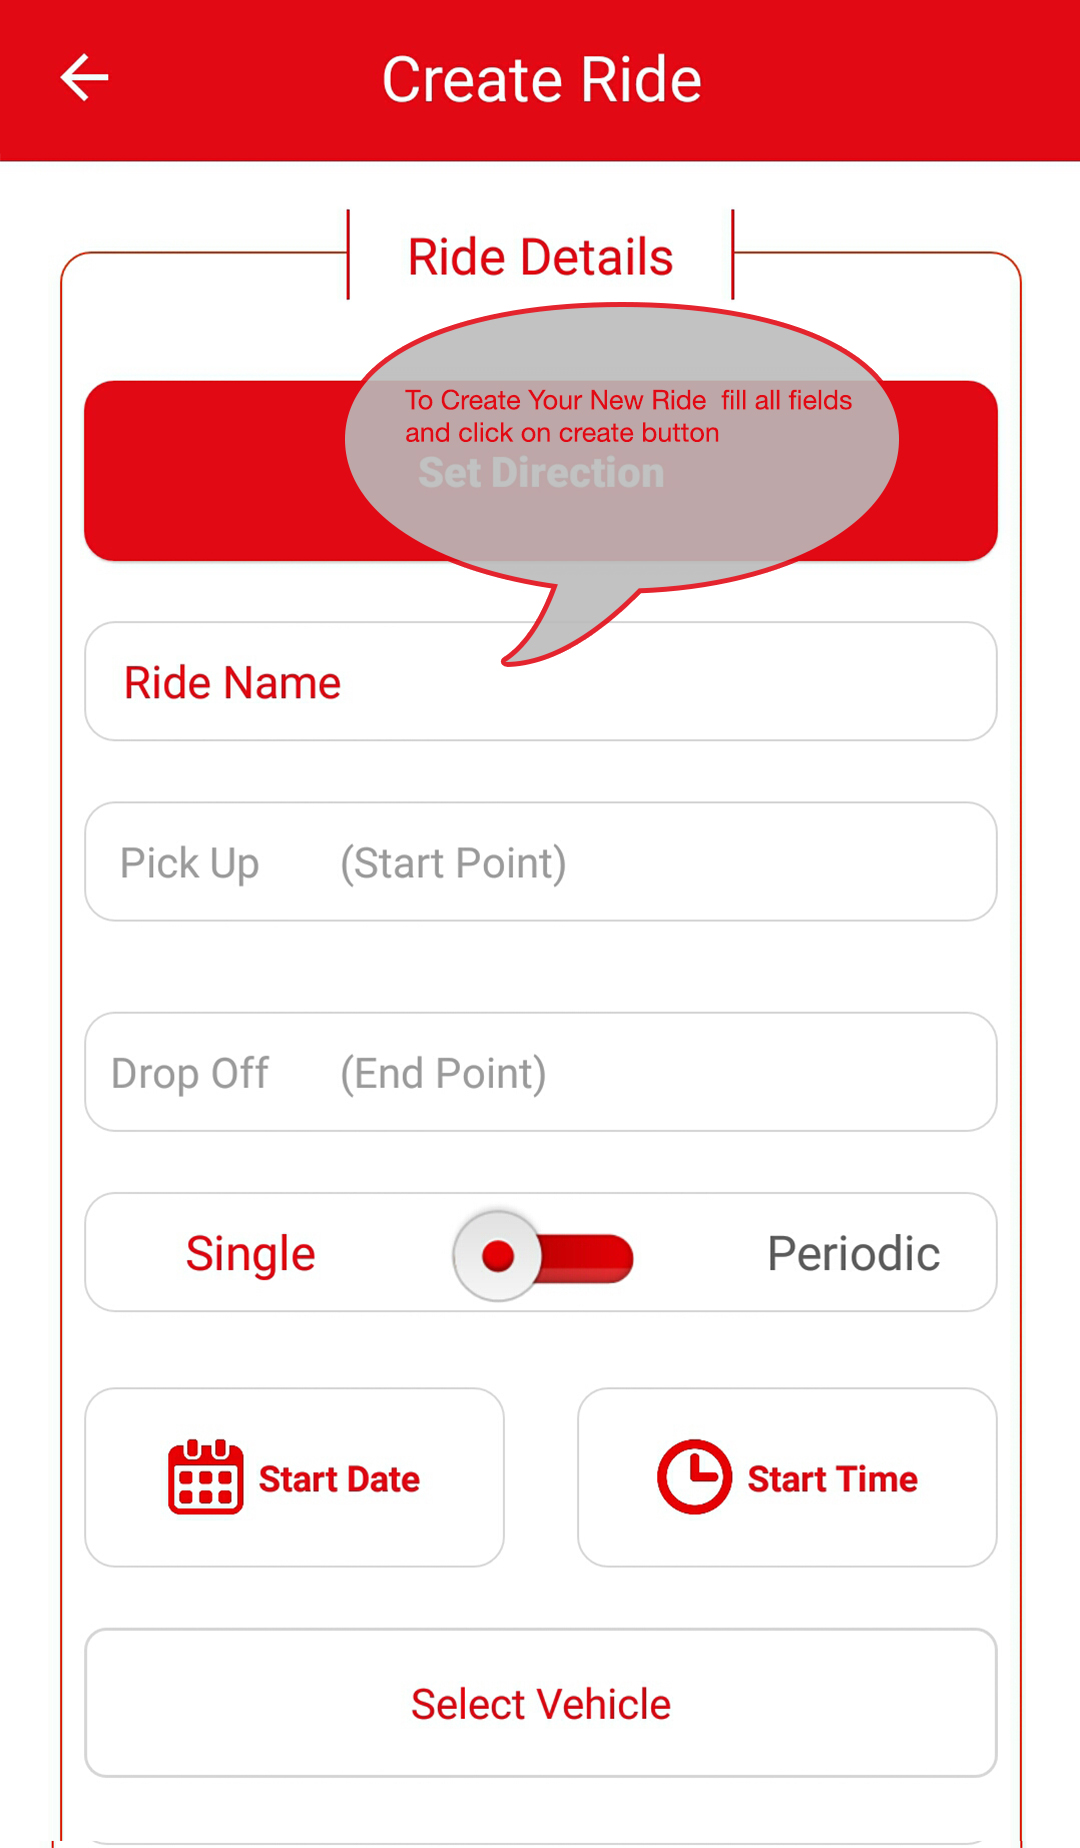 Create Ride
Ride Details
To Create Your New Ride  fill all fields
and click on create button
Set Direction
Ride Name
Pick Up (Start Point)
Drop Off (End Point)
Single Periodic
Start Date Start Time
Select Vehicle